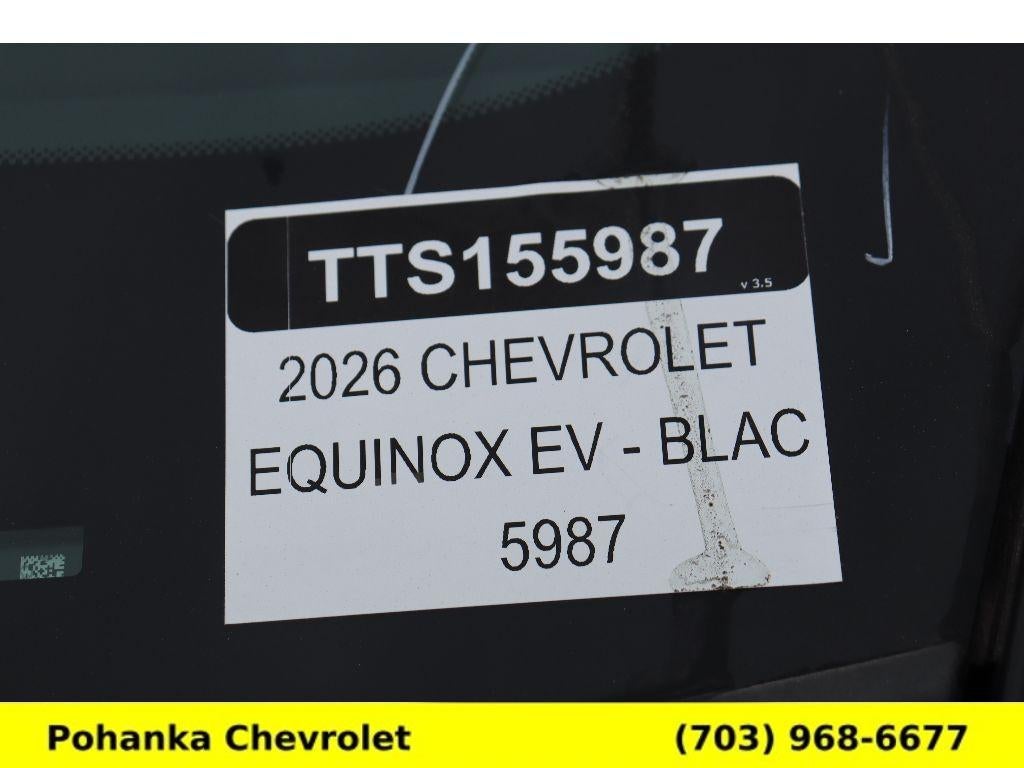 TTS155987
v 3.5
2026 CHEVROLET
EQUINOX EV - BLAC
5987
Pohanka Chevrolet (703) 968-6677